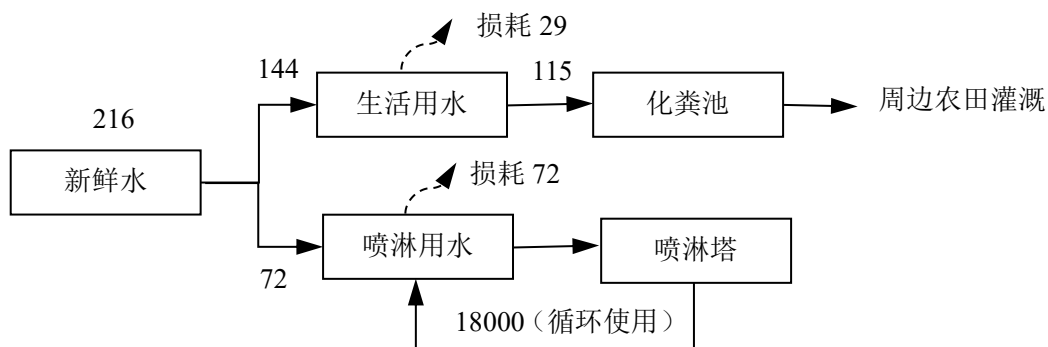 损耗 29
144
115
生活用水
化粪池
周边农田灌溉
216
新鲜水
损耗 72
喷淋用水
喷淋塔
72
18000（循环使用）